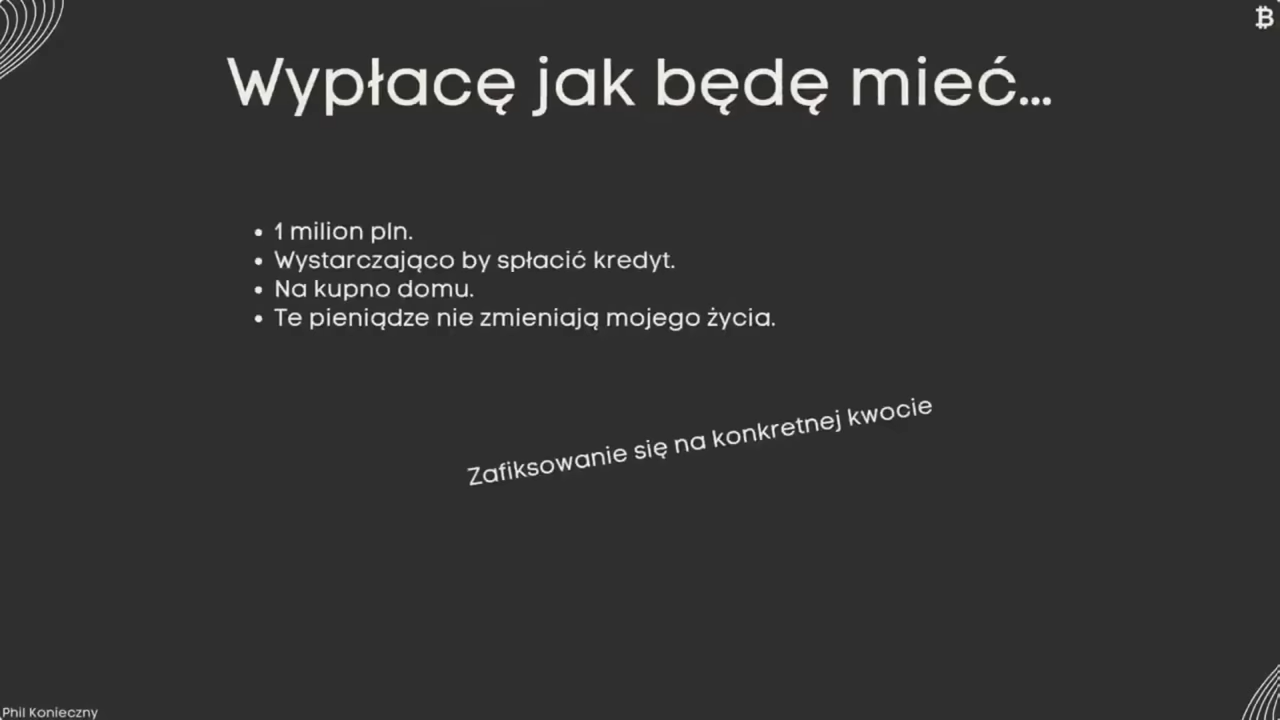 Wypłacę jak będę mieć...
• 1 milion pln.
• Wystarczająco by spłacić kredyt.
• Na kupno domu.
• Te pieniądze nie zmieniają mojego życia.
Zafiksowanie się na konkretnej kwocie
Phil Konieczny